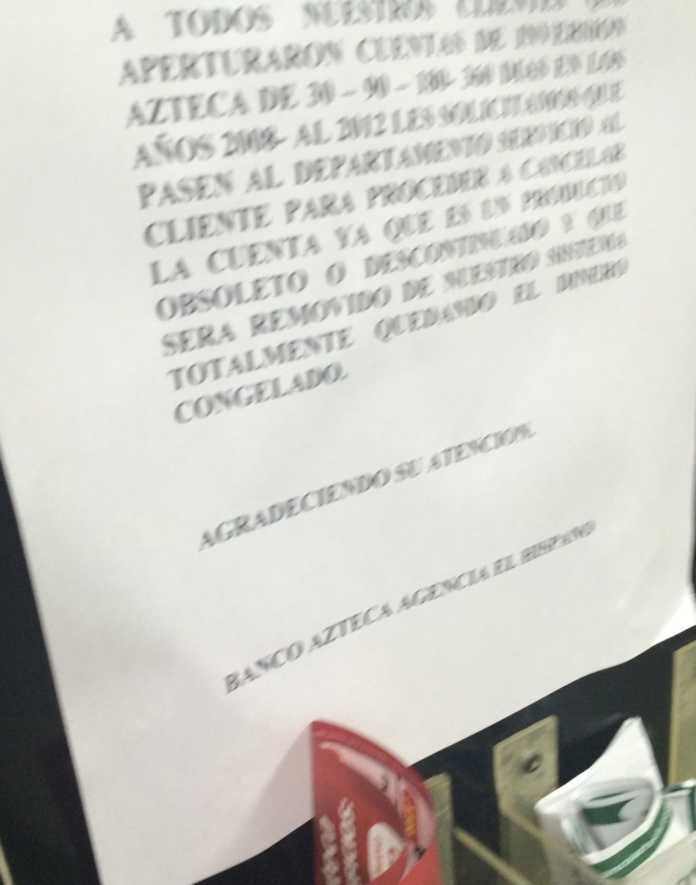 A TODOS NUESTROS CLIENTES QUE
APERTURARON CUENTAS DE INVERSION
AZTECA DE 30 – 90 – 180- 360 DIAS EN LOS
AÑOS 2008- AL 2012 LES SOLICITAMOS QUE
PASEN AL DEPARTAMENTO SERVICIO AL
CLIENTE PARA PROCEDER A CANCELAR
LA CUENTA YA QUE ES UN PRODUCTO
OBSOLETO O DESCONTINUADO Y QUE
SERA REMOVIDO DE NUESTRO SISTEMA
TOTALMENTE QUEDANDO EL DINERO
CONGELADO.
AGRADECIENDO SU ATENCION.
BANCO AZTECA AGENCIA EL HISPANO